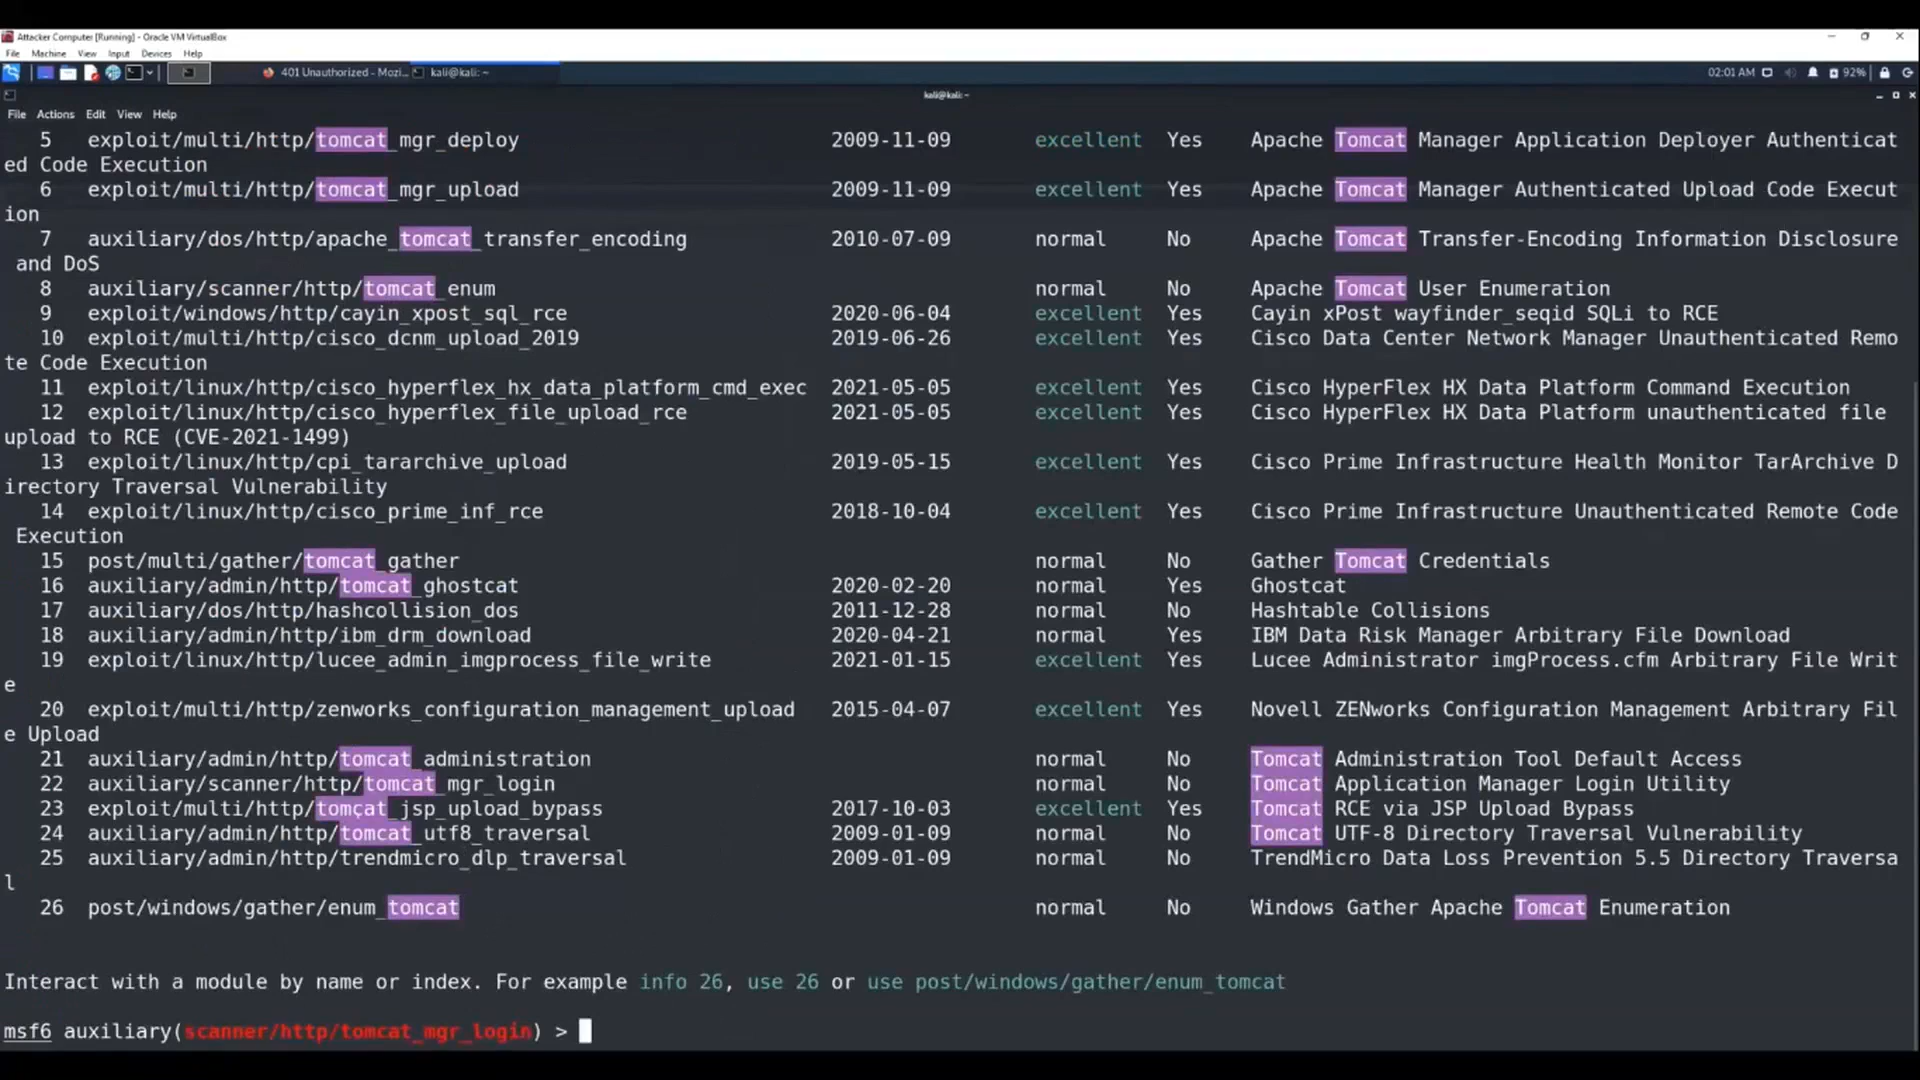 Attacker Computer [Running] - Oracle VM VirtualBox
File Machine View Input Devices Help
401 Unauthorized - Mozi... kali@kali: ~ 02:01 AM 92%
kali@kali: ~
File Actions Edit View Help
5 exploit/multi/http/tomcat_mgr_deploy 2009-11-09 excellent Yes Apache Tomcat Manager Application Deployer Authenticat
ed Code Execution
6 exploit/multi/http/tomcat_mgr_upload 2009-11-09 excellent Yes Apache Tomcat Manager Authenticated Upload Code Execut
ion
7 auxiliary/dos/http/apache_tomcat_transfer_encoding 2010-07-09 normal No Apache Tomcat Transfer-Encoding Information Disclosure
and DoS
8 auxiliary/scanner/http/tomcat_enum normal No Apache Tomcat User Enumeration
9 exploit/windows/http/cayin_xpost_sql_rce 2020-06-04 excellent Yes Cayin xPost wayfinder_seqid SQLi to RCE
10 exploit/multi/http/cisco_dcnm_upload_2019 2019-06-26 excellent Yes Cisco Data Center Network Manager Unauthenticated Remo
te Code Execution
11 exploit/linux/http/cisco_hyperflex_hx_data_platform_cmd_exec 2021-05-05 excellent Yes Cisco HyperFlex HX Data Platform Command Execution
12 exploit/linux/http/cisco_hyperflex_file_upload_rce 2021-05-05 excellent Yes Cisco HyperFlex HX Data Platform unauthenticated file
upload to RCE (CVE-2021-1499)
13 exploit/linux/http/cpi_tararchive_upload 2019-05-15 excellent Yes Cisco Prime Infrastructure Health Monitor TarArchive D
irectory Traversal Vulnerability
14 exploit/linux/http/cisco_prime_inf_rce 2018-10-04 excellent Yes Cisco Prime Infrastructure Unauthenticated Remote Code
Execution
15 post/multi/gather/tomcat_gather normal No Gather Tomcat Credentials
16 auxiliary/admin/http/tomcat_ghostcat 2020-02-20 normal Yes Ghostcat
17 auxiliary/dos/http/hashcollision_dos 2011-12-28 normal No Hashtable Collisions
18 auxiliary/admin/http/ibm_drm_download 2020-04-21 normal Yes IBM Data Risk Manager Arbitrary File Download
19 exploit/linux/http/lucee_admin_imgprocess_file_write 2021-01-15 excellent Yes Lucee Administrator imgProcess.cfm Arbitrary File Writ
e
20 exploit/multi/http/zenworks_configuration_management_upload 2015-04-07 excellent Yes Novell ZENworks Configuration Management Arbitrary Fil
e Upload
21 auxiliary/admin/http/tomcat_administration normal No Tomcat Administration Tool Default Access
22 auxiliary/scanner/http/tomcat_mgr_login normal No Tomcat Application Manager Login Utility
23 exploit/multi/http/tomcat_jsp_upload_bypass 2017-10-03 excellent Yes Tomcat RCE via JSP Upload Bypass
24 auxiliary/admin/http/tomcat_utf8_traversal 2009-01-09 normal No Tomcat UTF-8 Directory Traversal Vulnerability
25 auxiliary/admin/http/trendmicro_dlp_traversal 2009-01-09 normal No TrendMicro Data Loss Prevention 5.5 Directory Traversa
l
26 post/windows/gather/enum_tomcat normal No Windows Gather Apache Tomcat Enumeration
Interact with a module by name or index. For example info 26, use 26 or use post/windows/gather/enum_tomcat
msf6 auxiliary(scanner/http/tomcat_mgr_login) >